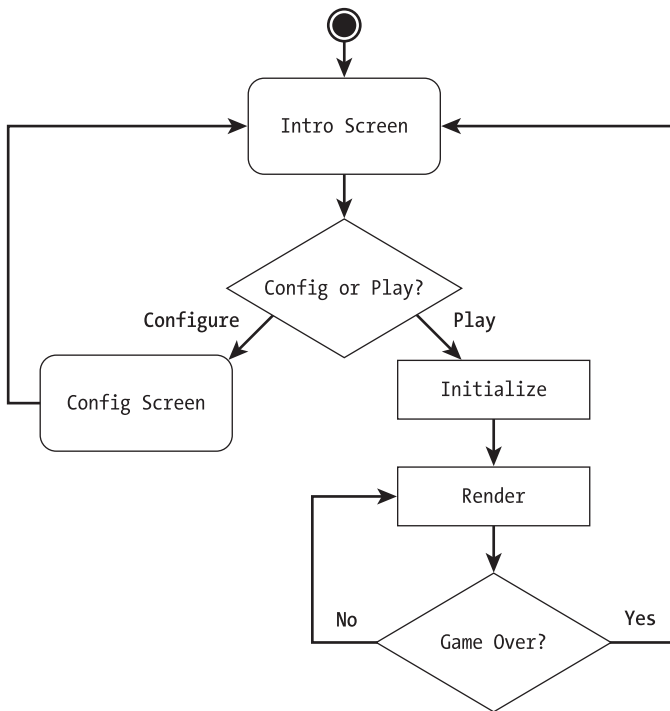 Intro Screen
Config or Play?
Configure
Play
Config Screen
Initialize
Render
No
Game Over?
Yes